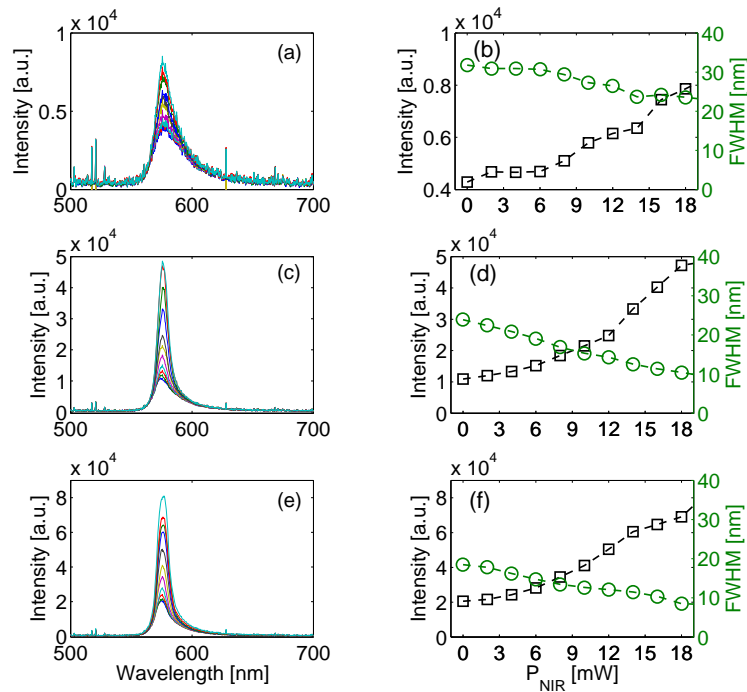 x 10⁴
(a)
1
0.5
0
Intensity [a.u.]
500 600 700
x 10⁴
(b)
1
0.8
0.6
0.4
Intensity [a.u.]
40
30
20
10
0
FWHM [nm]
0 3 6 9 12 15 18
x 10⁴
(c)
5
4
3
2
1
0
Intensity [a.u.]
500 600 700
x 10⁴
(d)
5
4
3
2
1
0
Intensity [a.u.]
40
30
20
10
0
FWHM [nm]
0 3 6 9 12 15 18
x 10⁴
(e)
8
6
4
2
0
Intensity [a.u.]
500 600 700
Wavelength [nm]
x 10⁴
(f)
8
6
4
2
0
Intensity [a.u.]
40
30
20
10
0
FWHM [nm]
0 3 6 9 12 15 18
P_NIR [mW]